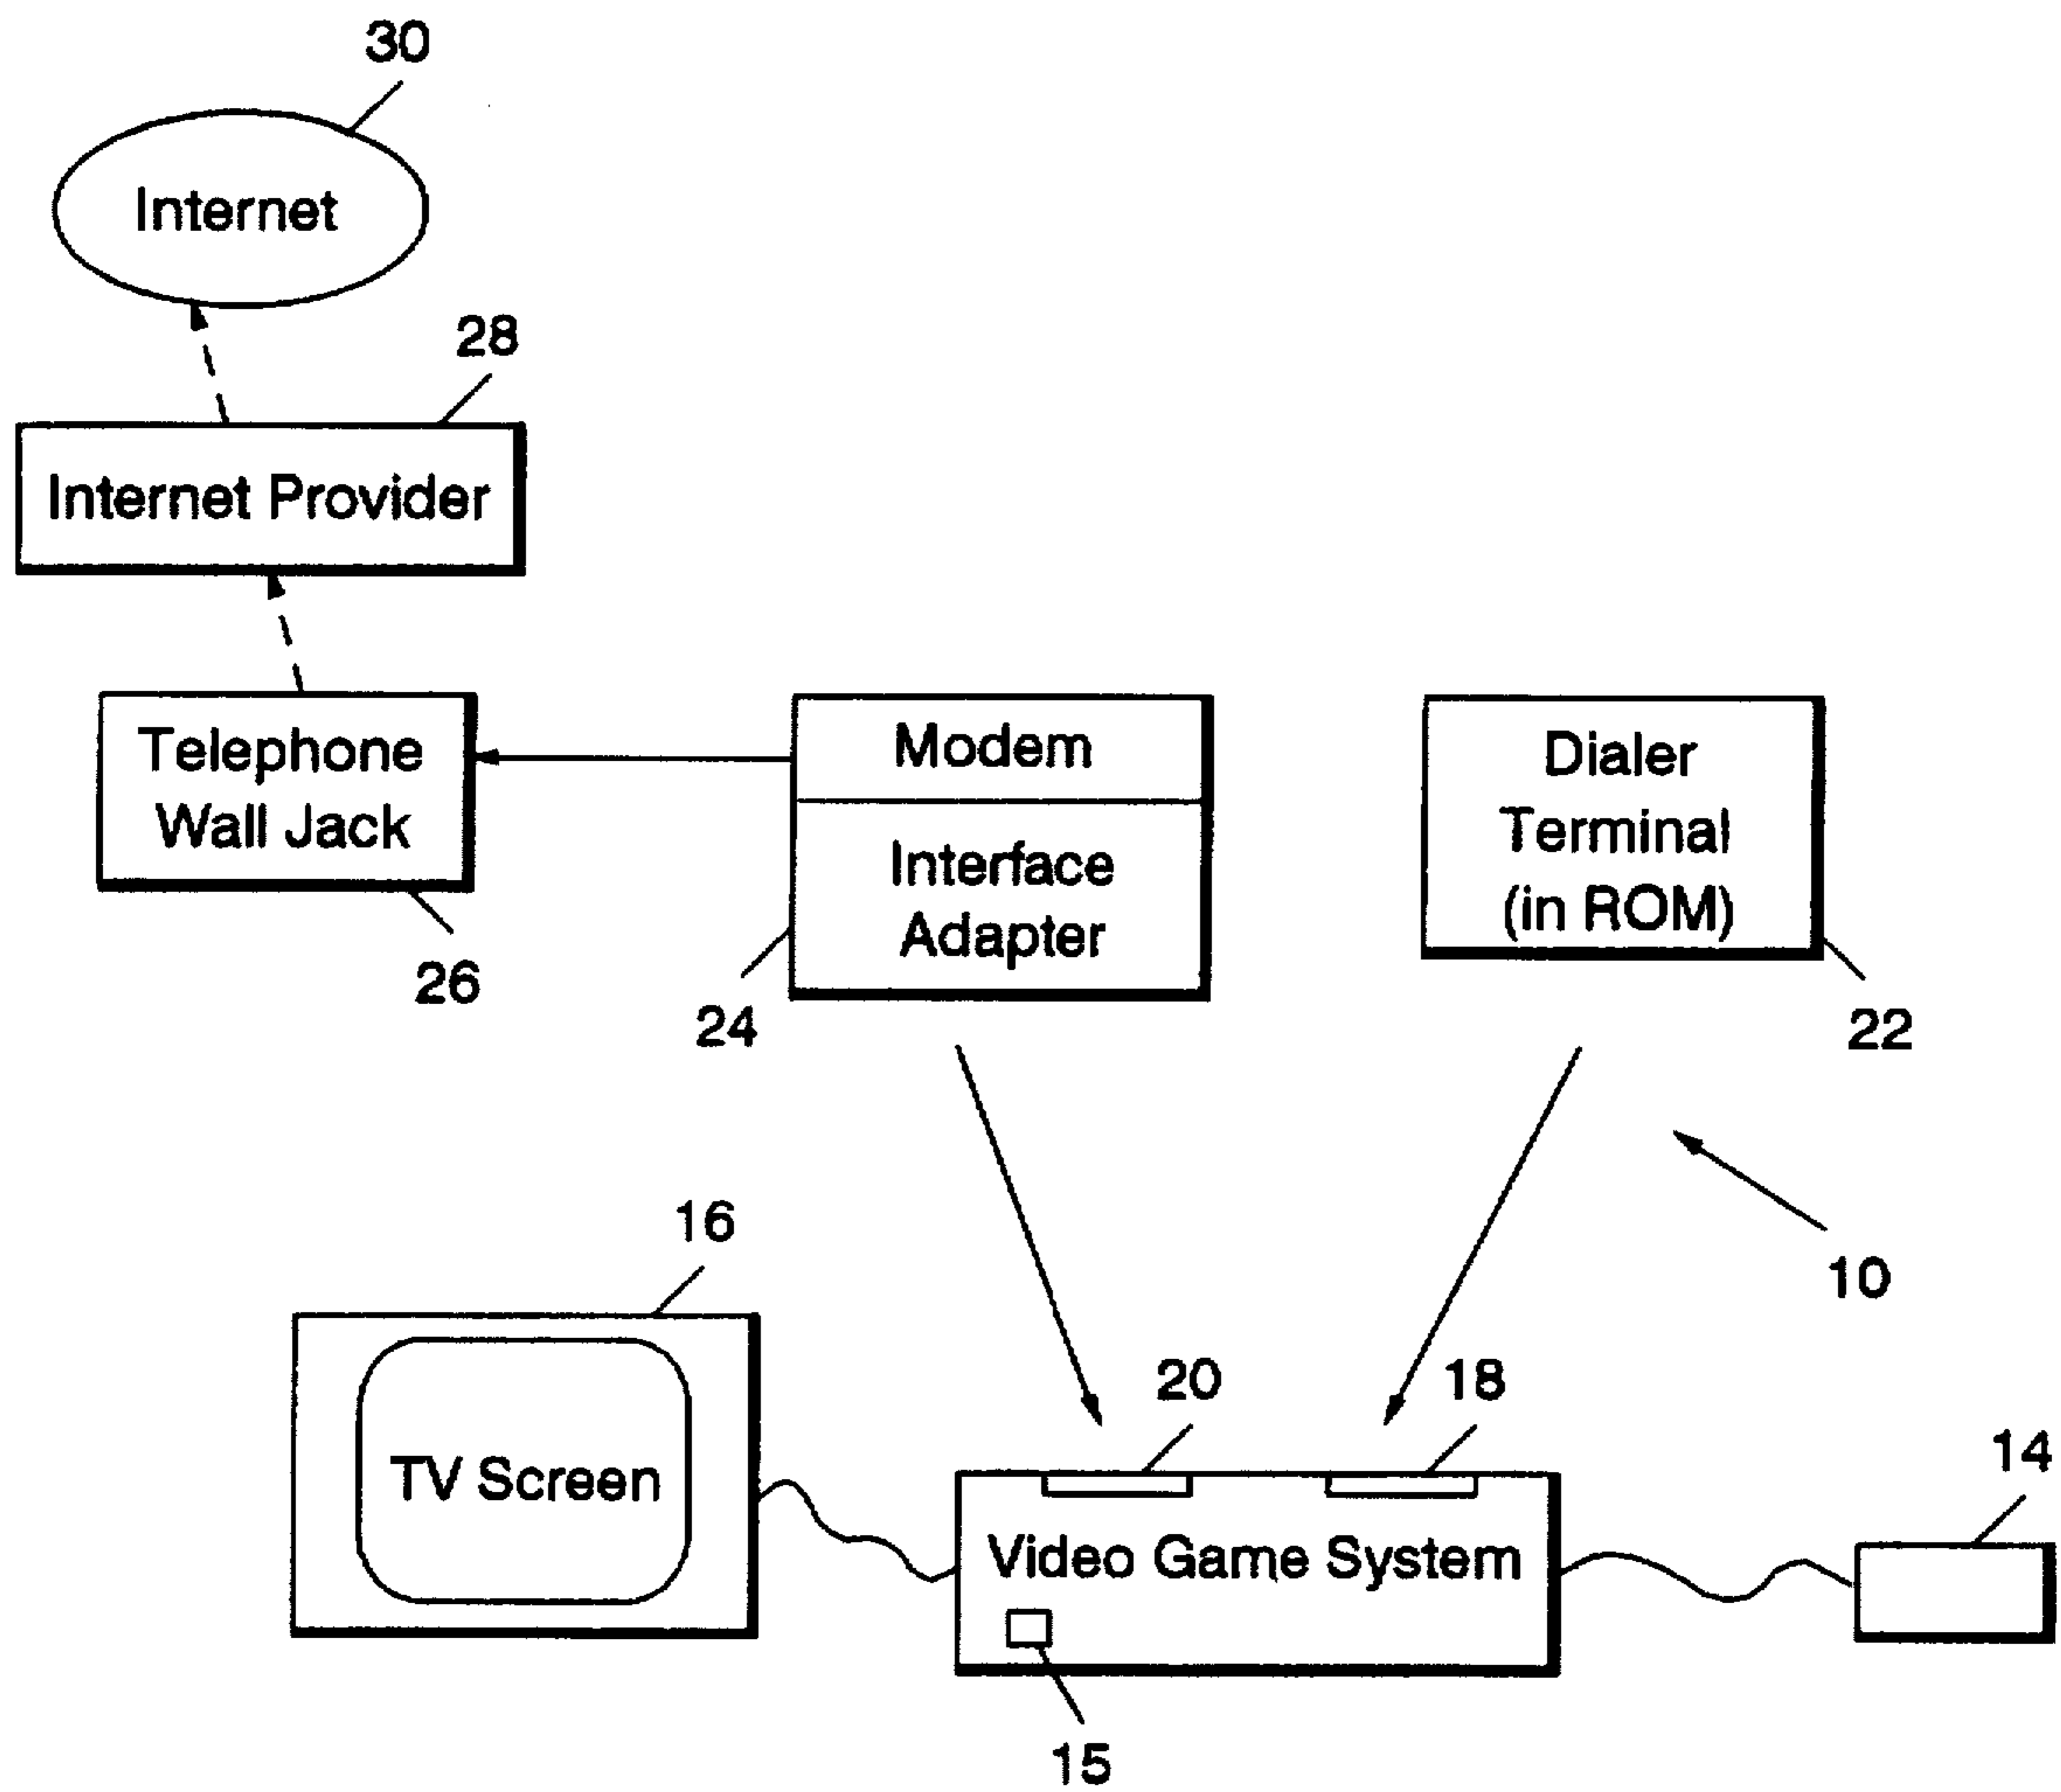 30
Internet
28
Internet Provider
Telephone
Wall Jack
26
Modem
Interface
Adapter
24
Dialer
Terminal
(in ROM)
22
10
16
TV Screen
20
18
14
Video Game System
15